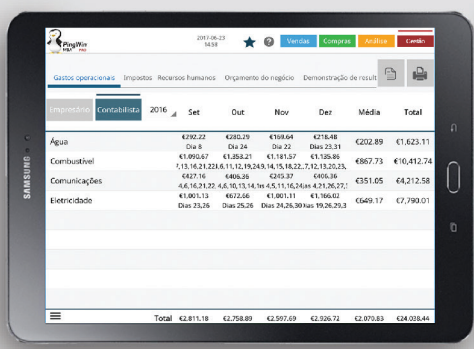 PingWin
2017-06-23
14:59
Vendas Compras Análise Gestão
Gastos operacionais Impostos Recursos humanos Orçamento do negócio Demonstração de result
Empresário Contabilista 2016 Set Out Nov Dez Média Total
Água €292.22 €280.29 €169.64 €218.48 €202.89 €1,623.11
Dia 8 Dia 24 Dia 22 Dias 23,31
Combustível €1,090.67 €1,353.21 €1,181.57 €1,135.86 €867.73 €10,412.74
Comunicações €427.16 €406.36 €245.37 €406.36 €351.05 €4,212.58
Eletricidade €1,001.13 €672.66 €1,001.11 €1,166.02 €649.17 €7,790.01
Dias 23,26 Dias 25,26 Dias 24,26,30
Total €2.811.18 €2.758.89 €2.597.69 €2.926.72 €2.070.83 €24.038.44
SAMSUNG